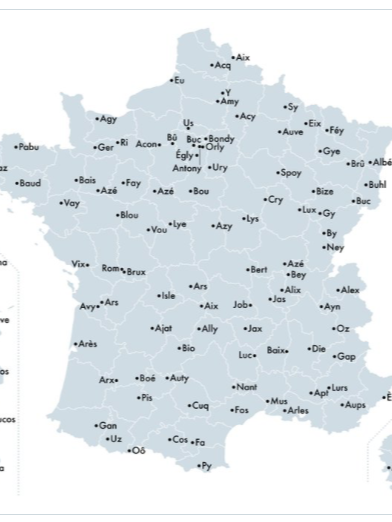 Aix
Acq
Eu
Y
Amy
Sy
Agy
Acy
Us
Eix
Féy
Bû
Buc
Bondy
Auve
Pabu
Ger
Ri
Acon
Orly
Égly
Gye
Antony
Ury
Brû
Albé
az
Spoy
Baud
Bais
Fay
Buhl
Azé
Azé
Bou
Bize
Vay
Cry
Buc
Lux
Gy
Blou
Lys
Lye
Azy
Vou
By
Ney
na
Vix
Rom
Brux
Bert
Azé
Bey
Ars
Alix
Alex
Isle
Jas
Avy
Ars
Aix
Job
Ayn
ve
Ajat
Ally
Jax
Oz
Arès
Bio
Luc
Baix
Die
Gap
os
Arx
Boé
Auty
Nant
Lurs
Apt
Pis
Mus
Cuq
Fos
Arles
Aups
È
ucos
Gan
Uz
Cos
Fa
Oô
a
Py